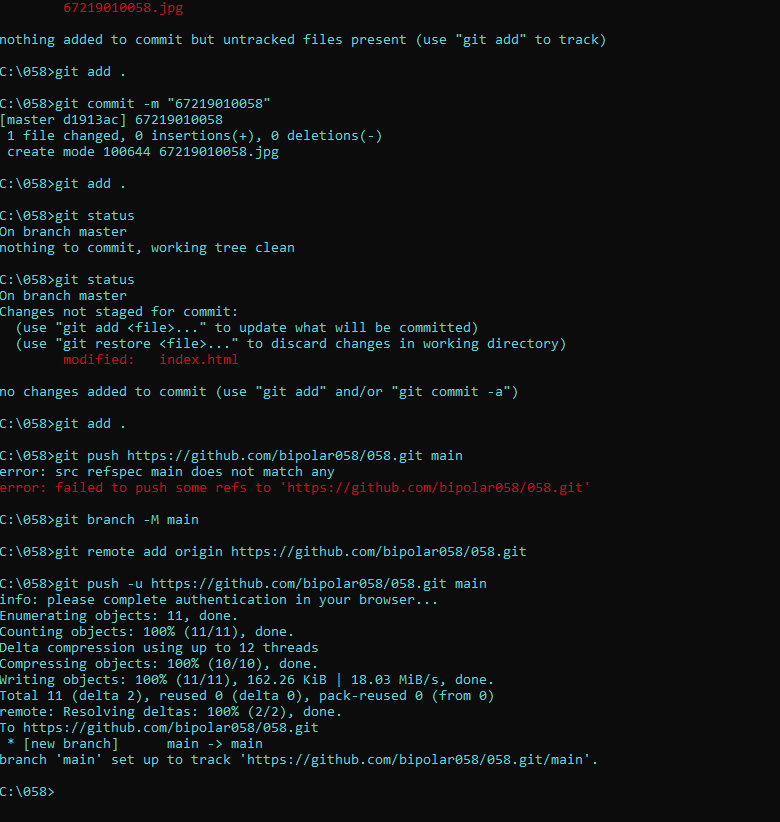 67219010058.jpg
nothing added to commit but untracked files present (use "git add" to track)
C:\058>git add .
C:\058>git commit -m "67219010058"
[master d1913ac] 67219010058
1 file changed, 0 insertions(+), 0 deletions(-)
create mode 100644 67219010058.jpg
C:\058>git add .
C:\058>git status
On branch master
nothing to commit, working tree clean
C:\058>git status
On branch master
Changes not staged for commit:
(use "git add <file>..." to update what will be committed)
(use "git restore <file>..." to discard changes in working directory)
modified:   index.html
no changes added to commit (use "git add" and/or "git commit -a")
C:\058>git add .
C:\058>git push https://github.com/bipolar058/058.git main
error: src refspec main does not match any
error: failed to push some refs to 'https://github.com/bipolar058/058.git'
C:\058>git branch -M main
C:\058>git remote add origin https://github.com/bipolar058/058.git
C:\058>git push -u https://github.com/bipolar058/058.git main
info: please complete authentication in your browser...
Enumerating objects: 11, done.
Counting objects: 100% (11/11), done.
Delta compression using up to 12 threads
Compressing objects: 100% (10/10), done.
Writing objects: 100% (11/11), 162.26 KiB | 18.03 MiB/s, done.
Total 11 (delta 2), reused 0 (delta 0), pack-reused 0 (from 0)
remote: Resolving deltas: 100% (2/2), done.
To https://github.com/bipolar058/058.git
* [new branch]      main -> main
branch 'main' set up to track 'https://github.com/bipolar058/058.git/main'.
C:\058>